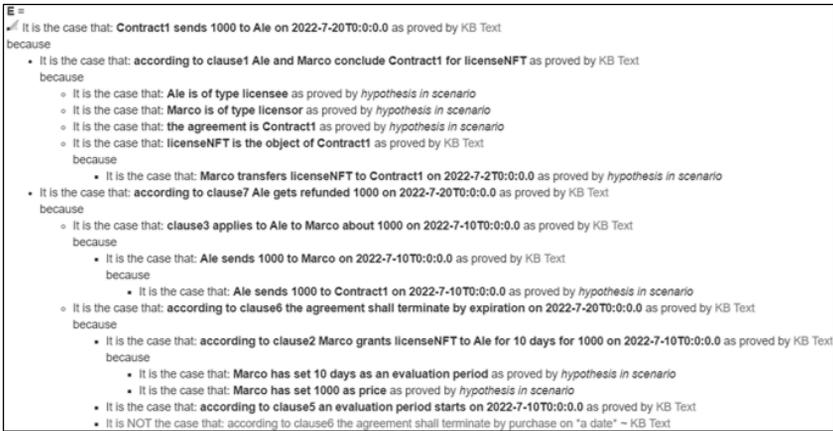 E =
It is the case that: Contract1 sends 1000 to Ale on 2022-7-20T0:0:0.0 as proved by KB Text
because
• It is the case that: according to clause1 Ale and Marco conclude Contract1 for licenseNFT as proved by KB Text
because
◦ It is the case that: Ale is of type licensee as proved by hypothesis in scenario
◦ It is the case that: Marco is of type licensor as proved by hypothesis in scenario
◦ It is the case that: the agreement is Contract1 as proved by hypothesis in scenario
◦ It is the case that: licenseNFT is the object of Contract1 as proved by KB Text
because
▪ It is the case that: Marco transfers licenseNFT to Contract1 on 2022-7-2T0:0:0.0 as proved by hypothesis in scenario
• It is the case that: according to clause7 Ale gets refunded 1000 on 2022-7-20T0:0:0.0 as proved by KB Text
because
◦ It is the case that: clause3 applies to Ale to Marco about 1000 on 2022-7-10T0:0:0.0 as proved by KB Text
because
▪ It is the case that: Ale sends 1000 to Marco on 2022-7-10T0:0:0.0 as proved by KB Text
because
▪ It is the case that: Ale sends 1000 to Contract1 on 2022-7-10T0:0:0.0 as proved by hypothesis in scenario
◦ It is the case that: according to clause6 the agreement shall terminate by expiration on 2022-7-20T0:0:0.0 as proved by KB Text
because
▪ It is the case that: according to clause2 Marco grants licenseNFT to Ale for 10 days for 1000 on 2022-7-10T0:0:0.0 as proved by KB Text
because
▪ It is the case that: Marco has set 10 days as an evaluation period as proved by hypothesis in scenario
▪ It is the case that: Marco has set 1000 as price as proved by hypothesis in scenario
▪ It is the case that: according to clause5 an evaluation period starts on 2022-7-10T0:0:0.0 as proved by KB Text
▪ It is NOT the case that: according to clause6 the agreement shall terminate by purchase on *a date* ~ KB Text